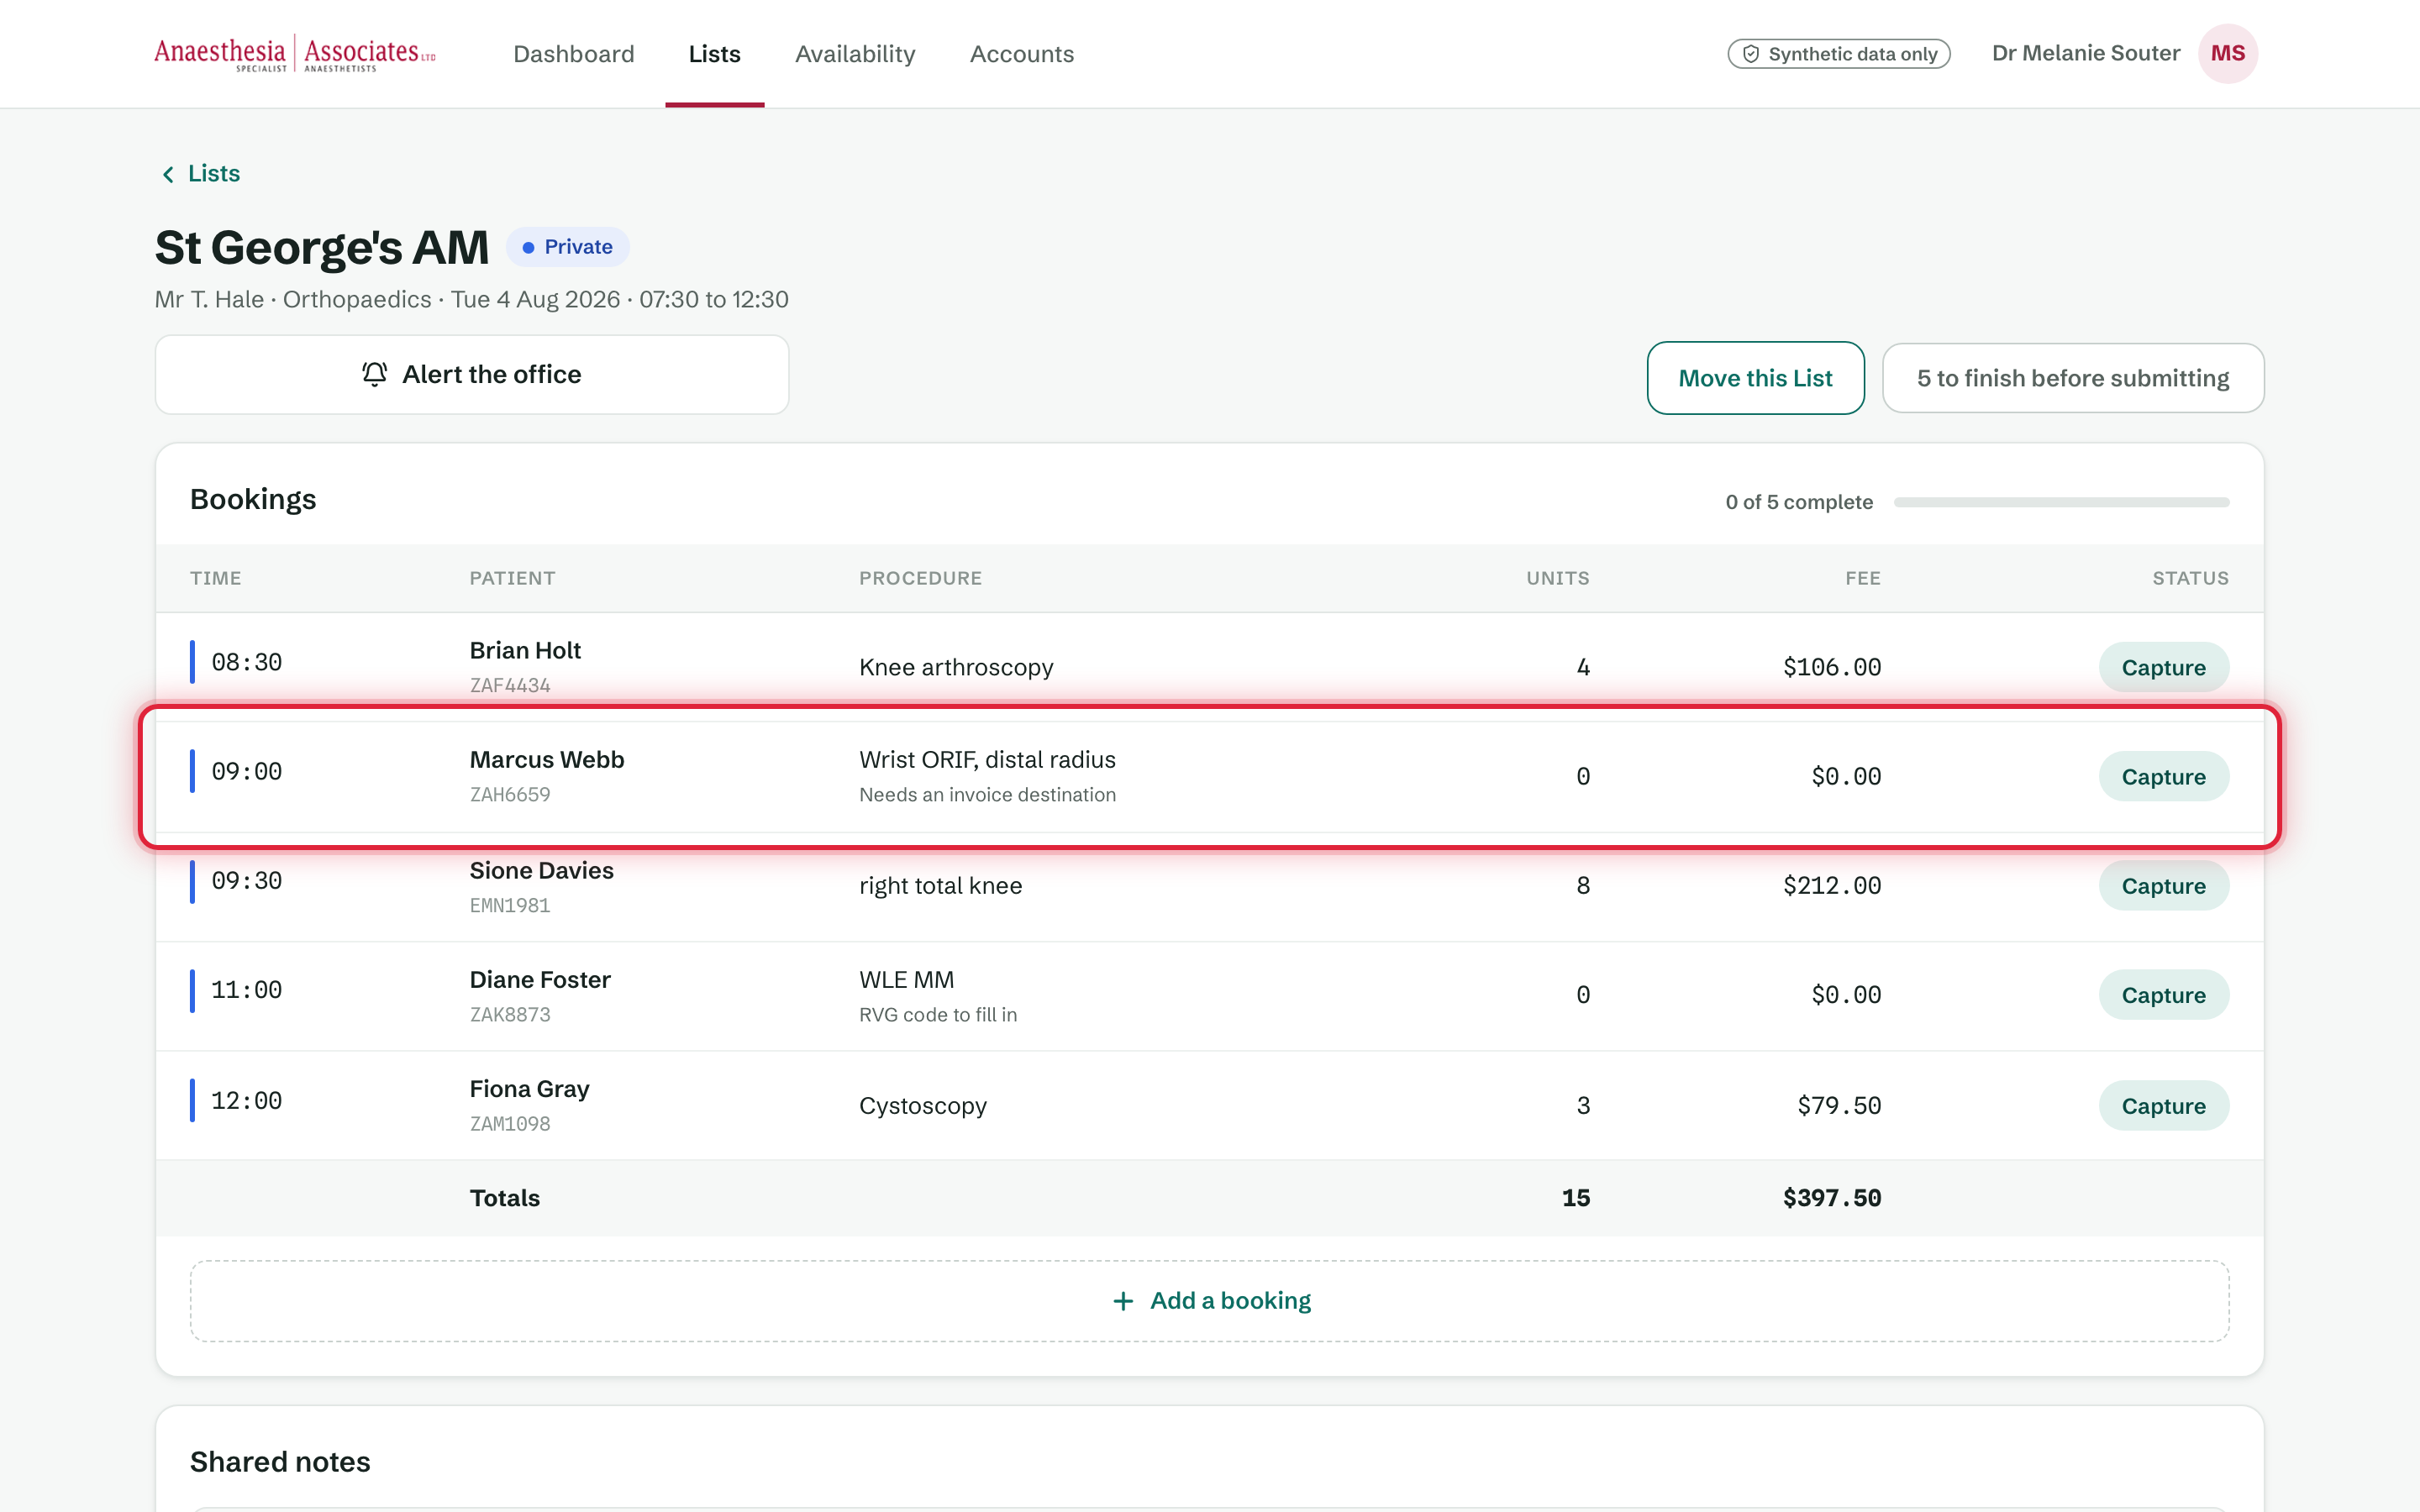 Anaesthesia Associates LTD
SPECIALIST ANAESTHETISTS
Dashboard Lists Availability Accounts
Synthetic data only Dr Melanie Souter MS
Lists
St George's AM Private
Mr T. Hale · Orthopaedics · Tue 4 Aug 2026 · 07:30 to 12:30
Alert the office Move this List 5 to finish before submitting
Bookings 0 of 5 complete
TIME PATIENT PROCEDURE UNITS FEE STATUS
08:30 Brian Holt Knee arthroscopy 4 $106.00 Capture
ZAF4434
09:00 Marcus Webb Wrist ORIF, distal radius 0 $0.00 Capture
ZAH6659 Needs an invoice destination
09:30 Sione Davies right total knee 8 $212.00 Capture
EMN1981
11:00 Diane Foster WLE MM 0 $0.00 Capture
ZAK8873 RVG code to fill in
12:00 Fiona Gray Cystoscopy 3 $79.50 Capture
ZAM1098
Totals 15 $397.50
+ Add a booking
Shared notes